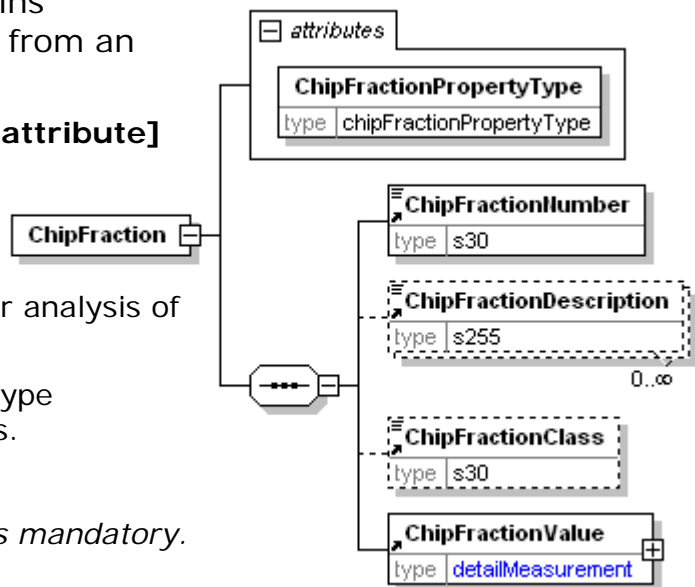 ins
from an
attribute]
r analysis of
ype
s.
s mandatory.
ChipFraction
attributes
ChipFractionPropertyType
type chipFractionPropertyType
ChipFractionNumber
type s30
ChipFractionDescription
type s255
0..∞
ChipFractionClass
type s30
ChipFractionValue
type detailMeasurement